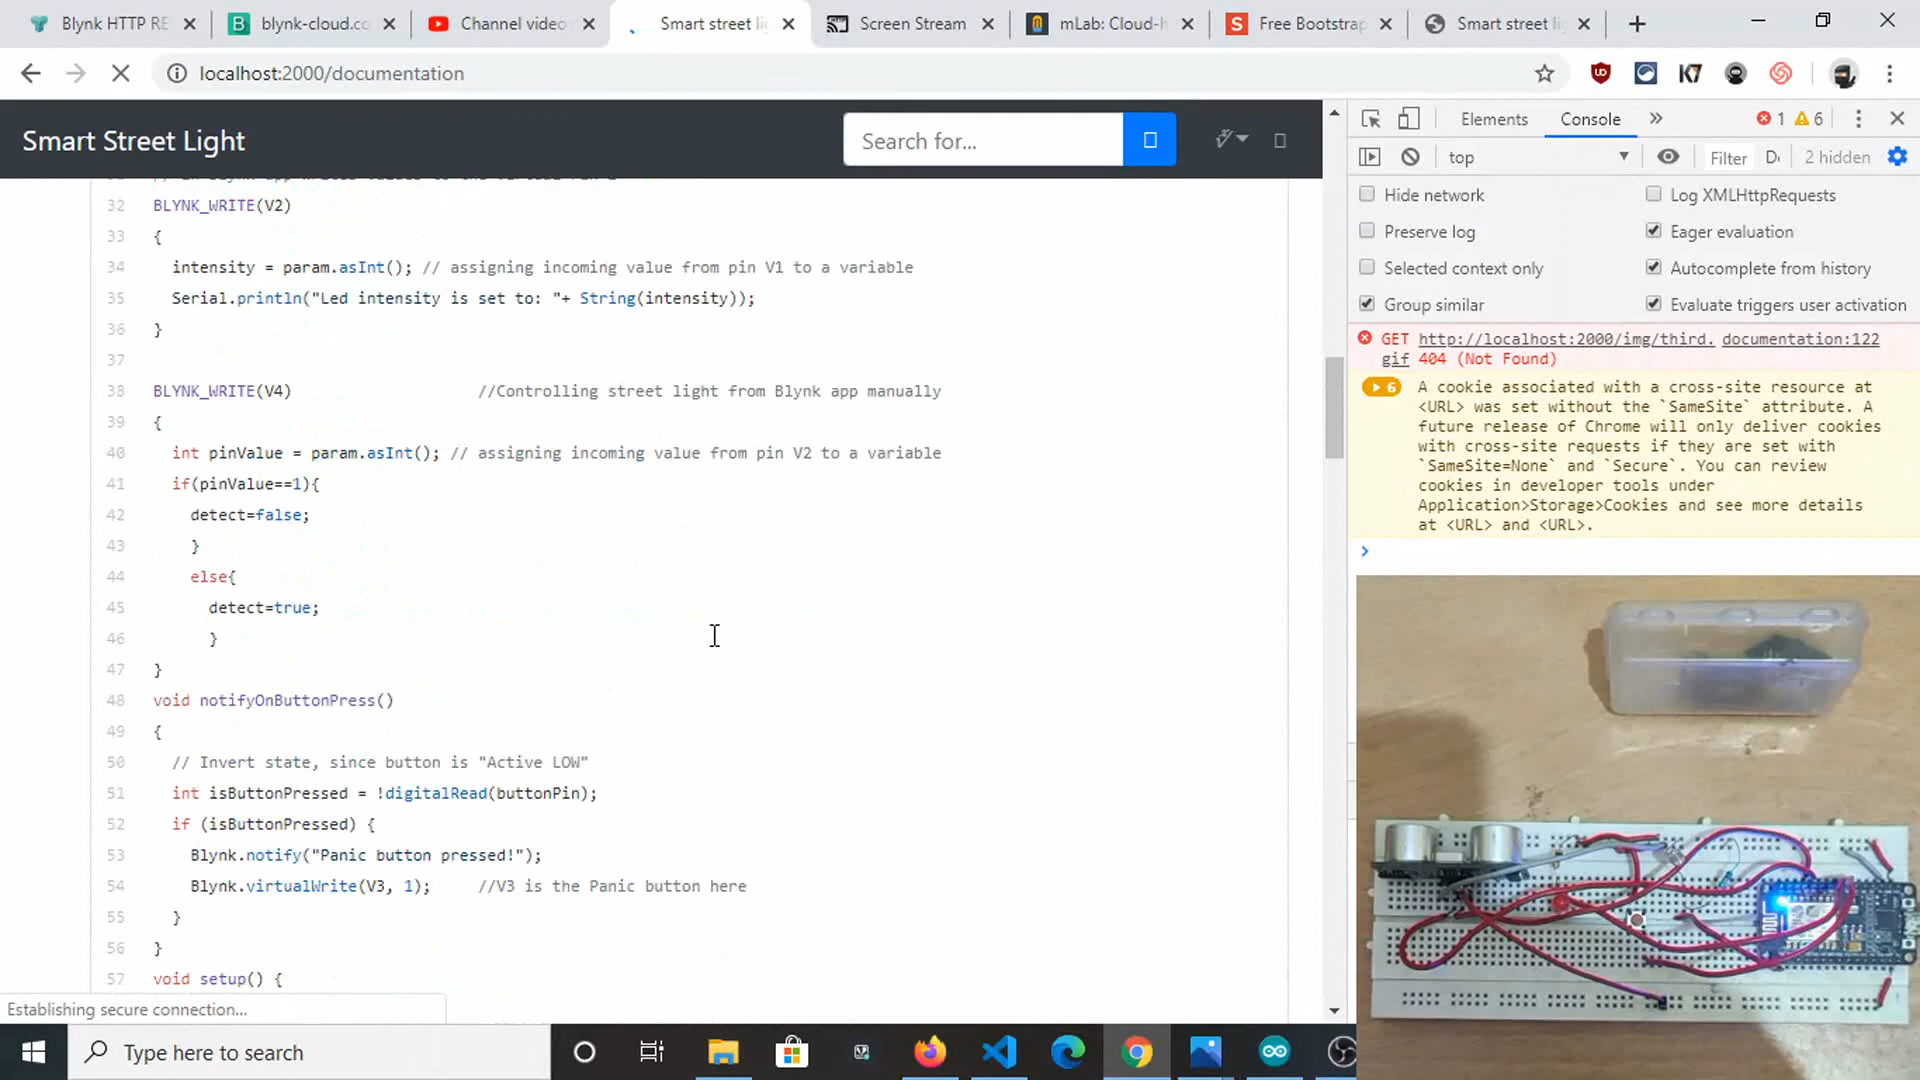 Blynk HTTP RE
blynk-cloud.co
Channel video
Smart street lig
Screen Stream
mLab: Cloud-h
Free Bootstrap
Smart street li
localhost:2000/documentation
Smart Street Light
Search for...
32 BLYNK_WRITE(V2)
33 {
34 intensity = param.asInt(); // assigning incoming value from pin V1 to a variable
35 Serial.println("Led intensity is set to: "+ String(intensity));
36 }
37
38 BLYNK_WRITE(V4) //Controlling street light from Blynk app manually
39 {
40 int pinValue = param.asInt(); // assigning incoming value from pin V2 to a variable
41 if(pinValue==1){
42 detect=false;
43 }
44 else{
45 detect=true;
46 }
47 }
48 void notifyOnButtonPress()
49 {
50 // Invert state, since button is "Active LOW"
51 int isButtonPressed = !digitalRead(buttonPin);
52 if (isButtonPressed) {
53 Blynk.notify("Panic button pressed!");
54 Blynk.virtualWrite(V3, 1); //V3 is the Panic button here
55 }
56 }
57 void setup() {
Establishing secure connection...
Elements
Console
1
6
top
Filter
De
2 hidden
Hide network
Log XMLHttpRequests
Preserve log
Eager evaluation
Selected context only
Autocomplete from history
Group similar
Evaluate triggers user activation
GET http://localhost:2000/img/third. documentation:122
gif 404 (Not Found)
6 A cookie associated with a cross-site resource at
<URL> was set without the `SameSite` attribute. A
future release of Chrome will only deliver cookies
with cross-site requests if they are set with
`SameSite=None` and `Secure`. You can review
cookies in developer tools under
Application>Storage>Cookies and see more details
at <URL> and <URL>.
Type here to search